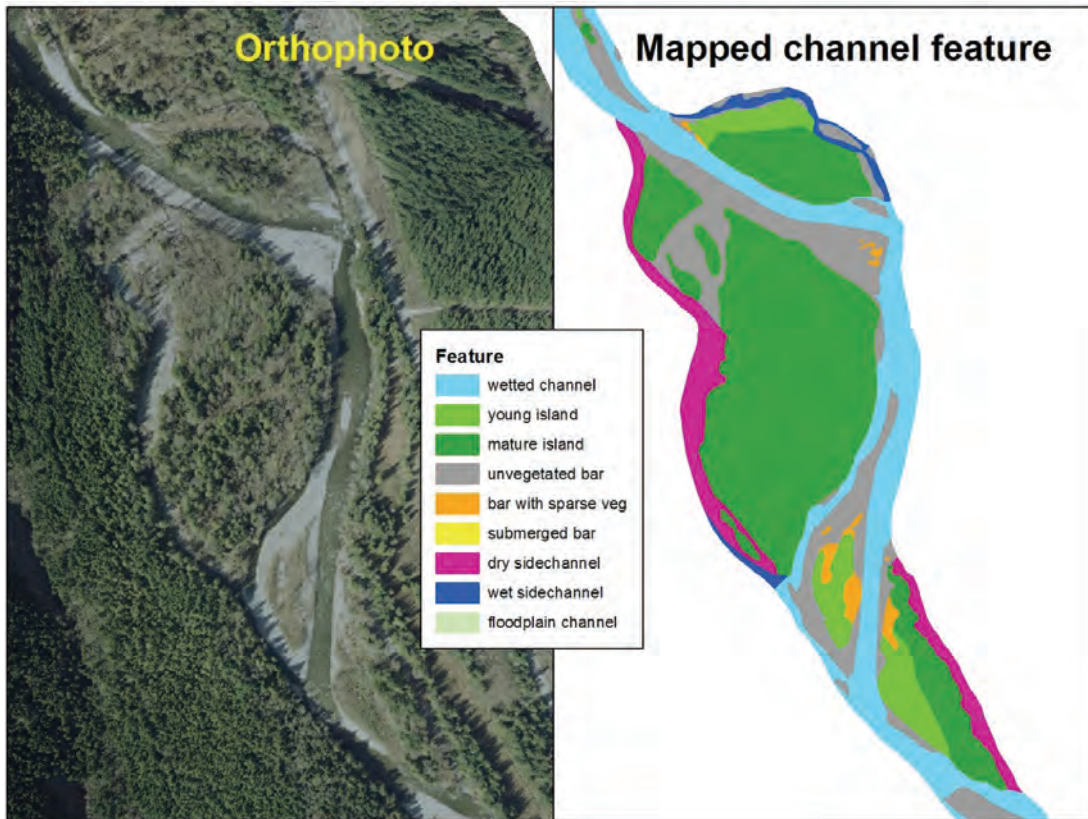 Orthophoto
Mapped channel feature
Feature
wetted channel
young island
mature island
unvegetated bar
bar with sparse veg
submerged bar
dry sidechannel
wet sidechannel
floodplain channel